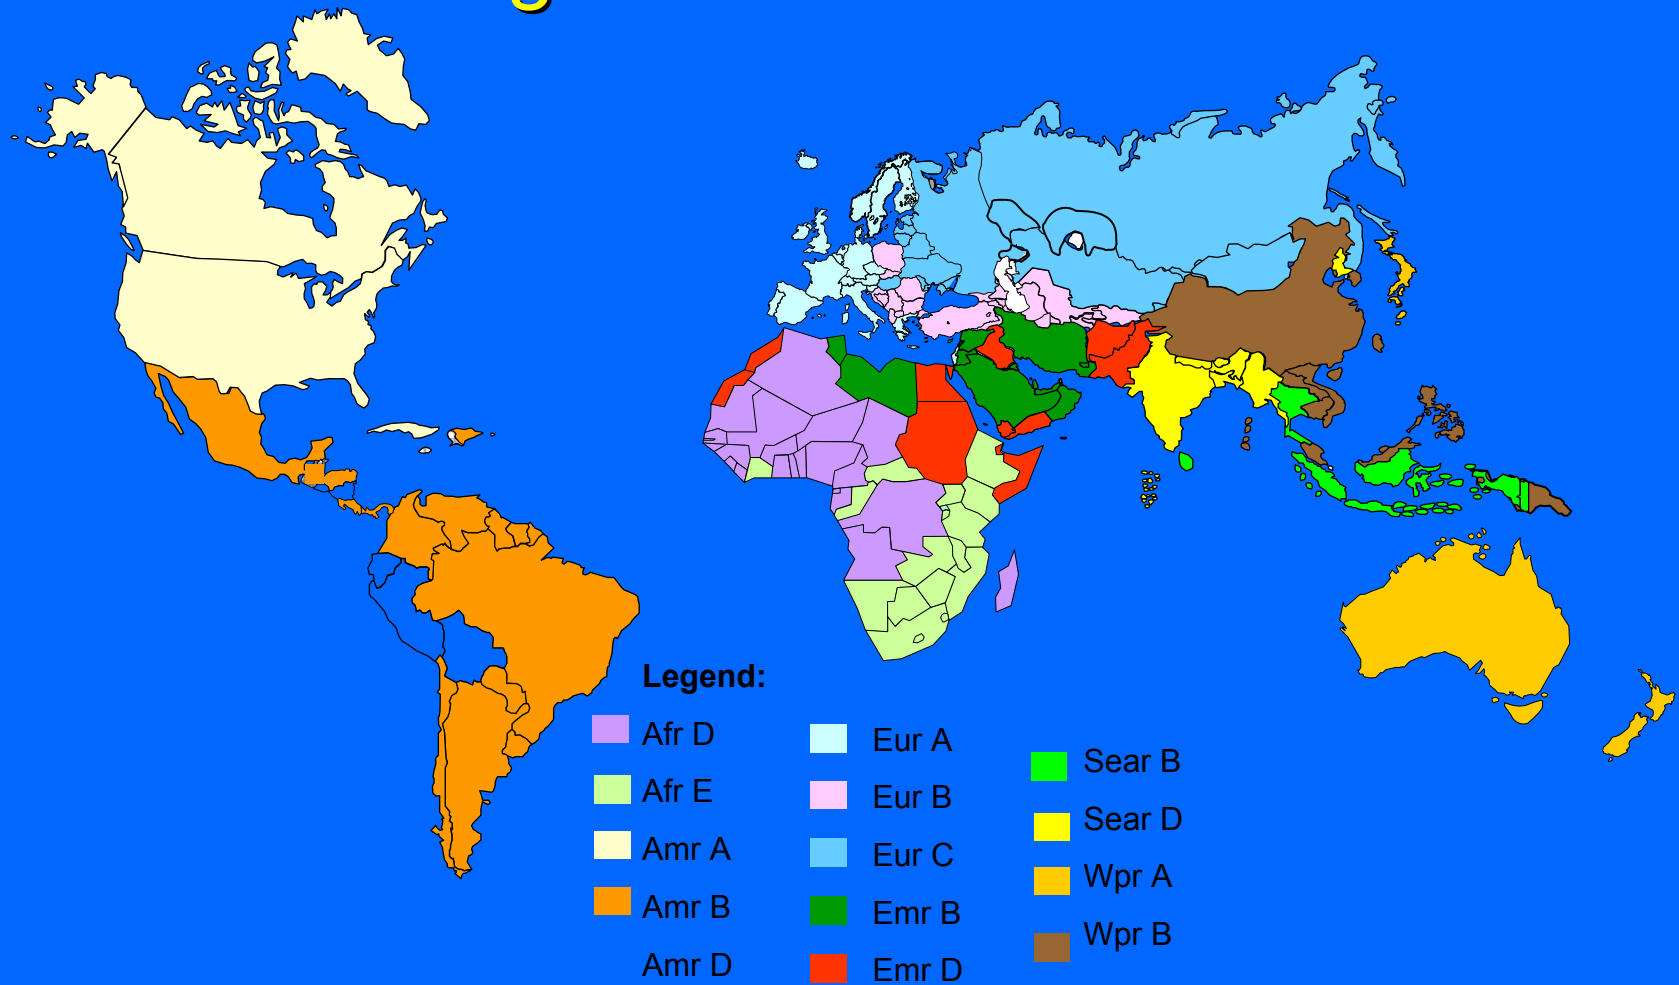 Legend:
Afr D
Afr E
Amr A
Amr B
Amr D
Eur A
Eur B
Eur C
Emr B
Emr D
Sear B
Sear D
Wpr A
Wpr B